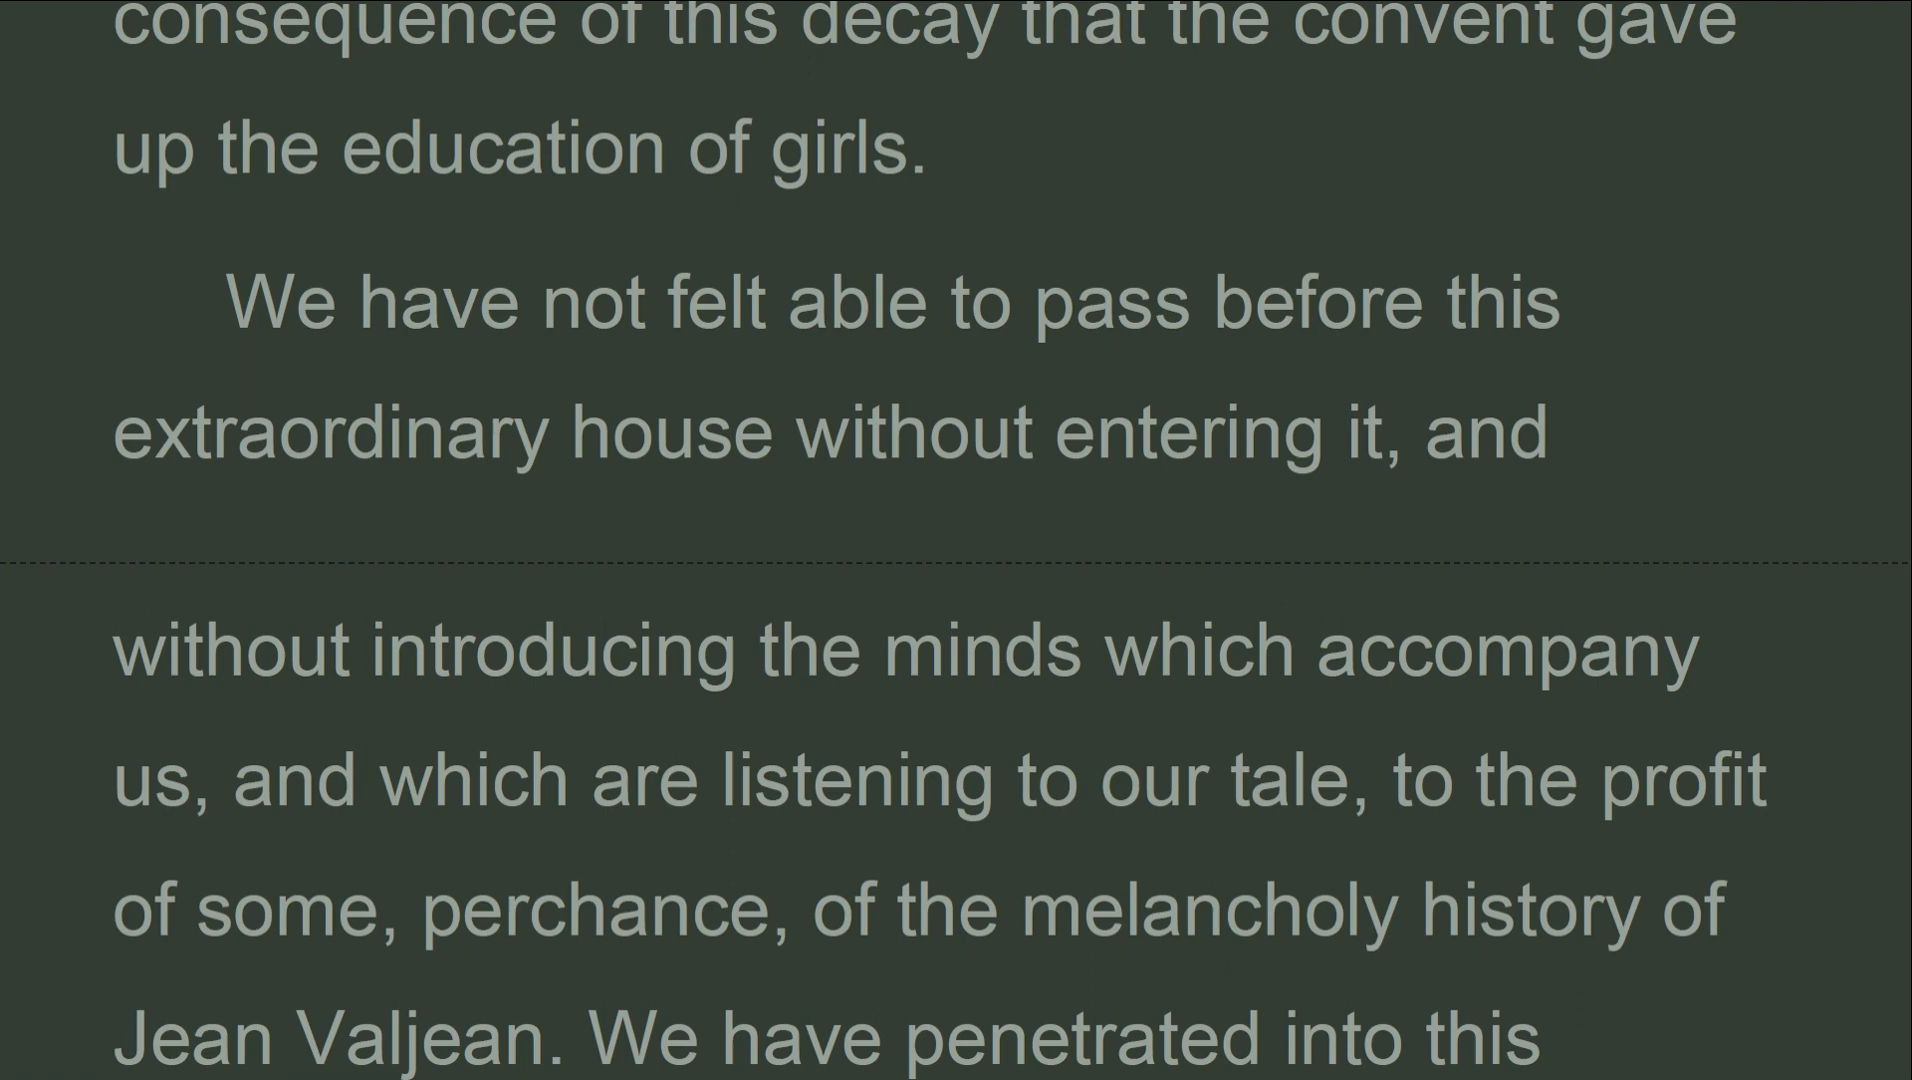 consequence of this decay that the convent gave
up the education of girls.
We have not felt able to pass before this
extraordinary house without entering it, and
without introducing the minds which accompany
us, and which are listening to our tale, to the profit
of some, perchance, of the melancholy history of
Jean Valjean. We have penetrated into this